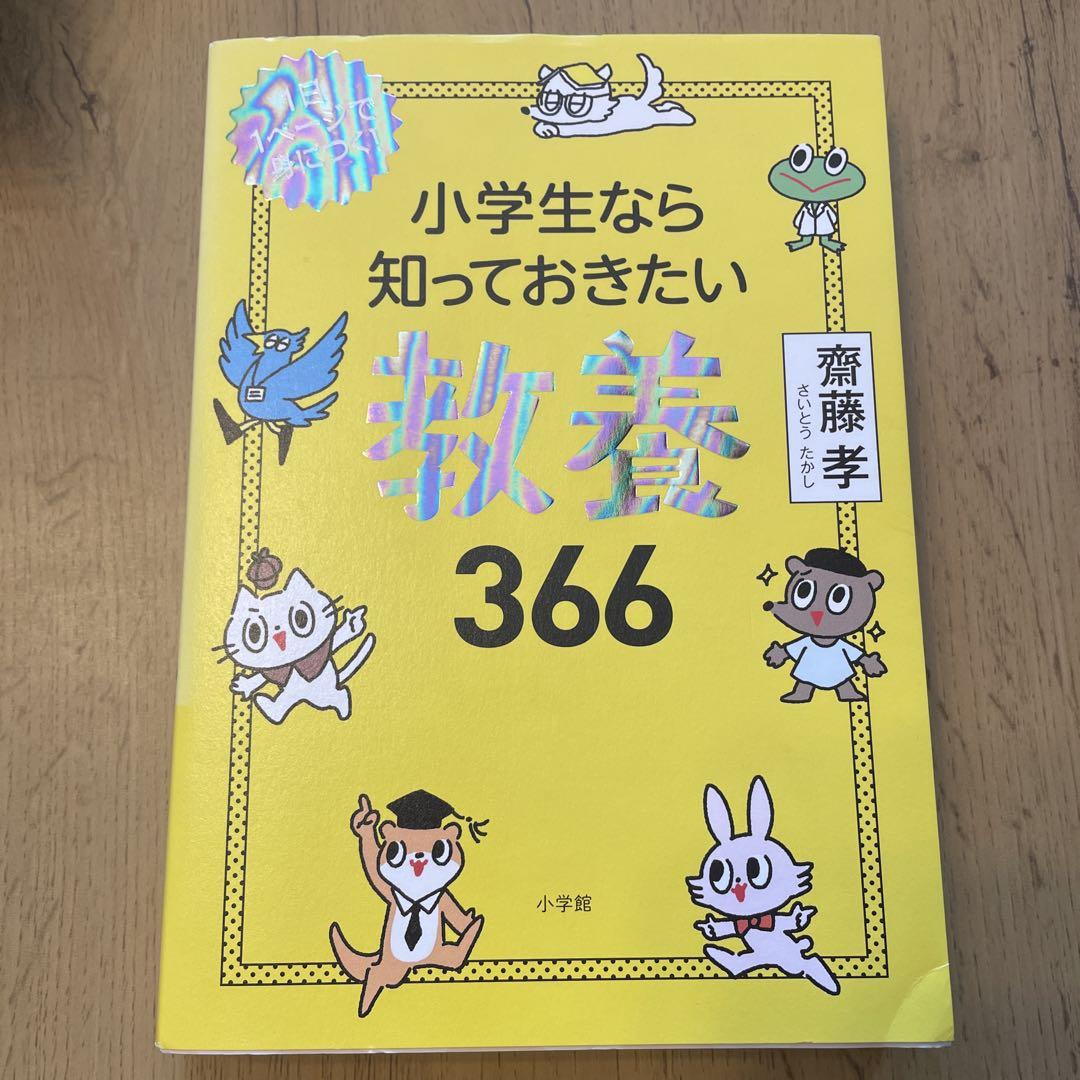 1日
1ページで
身につく!
小学生なら
知っておきたい
教養
366
齋藤 孝
さいとう たかし
小学館